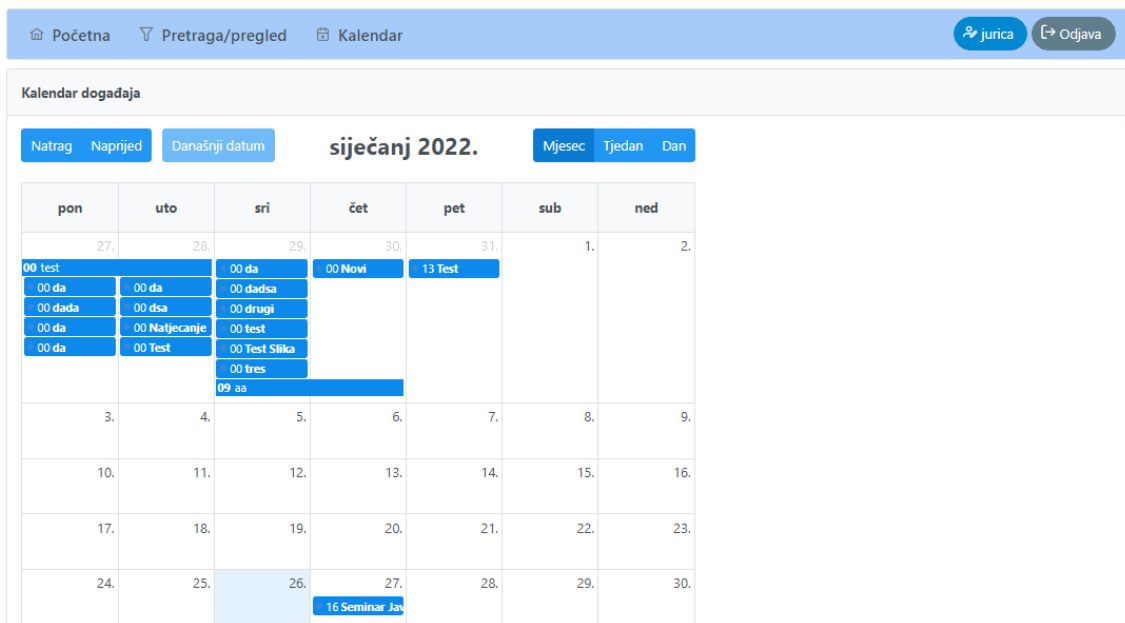 Početna Pretraga/pregled Kalendar jurica Odjava
Kalendar događaja
Natrag Naprijed Današnji datum siječanj 2022. Mjesec Tjedan Dan
pon uto sri čet pet sub ned
27. 28. 29. 30. 31. 1. 2.
00 test 00 da 00 Novi 13 Test
00 da 00 da 00 dadsa
00 dada 00 dsa 00 drugi
00 da 00 Natjecanje 00 test
00 da 00 Test 00 Test Slika
00 tres
09 aa
3. 4. 5. 6. 7. 8. 9.
10. 11. 12. 13. 14. 15. 16.
17. 18. 19. 20. 21. 22. 23.
24. 25. 26. 27. 28. 29. 30.
16 Seminar Jav